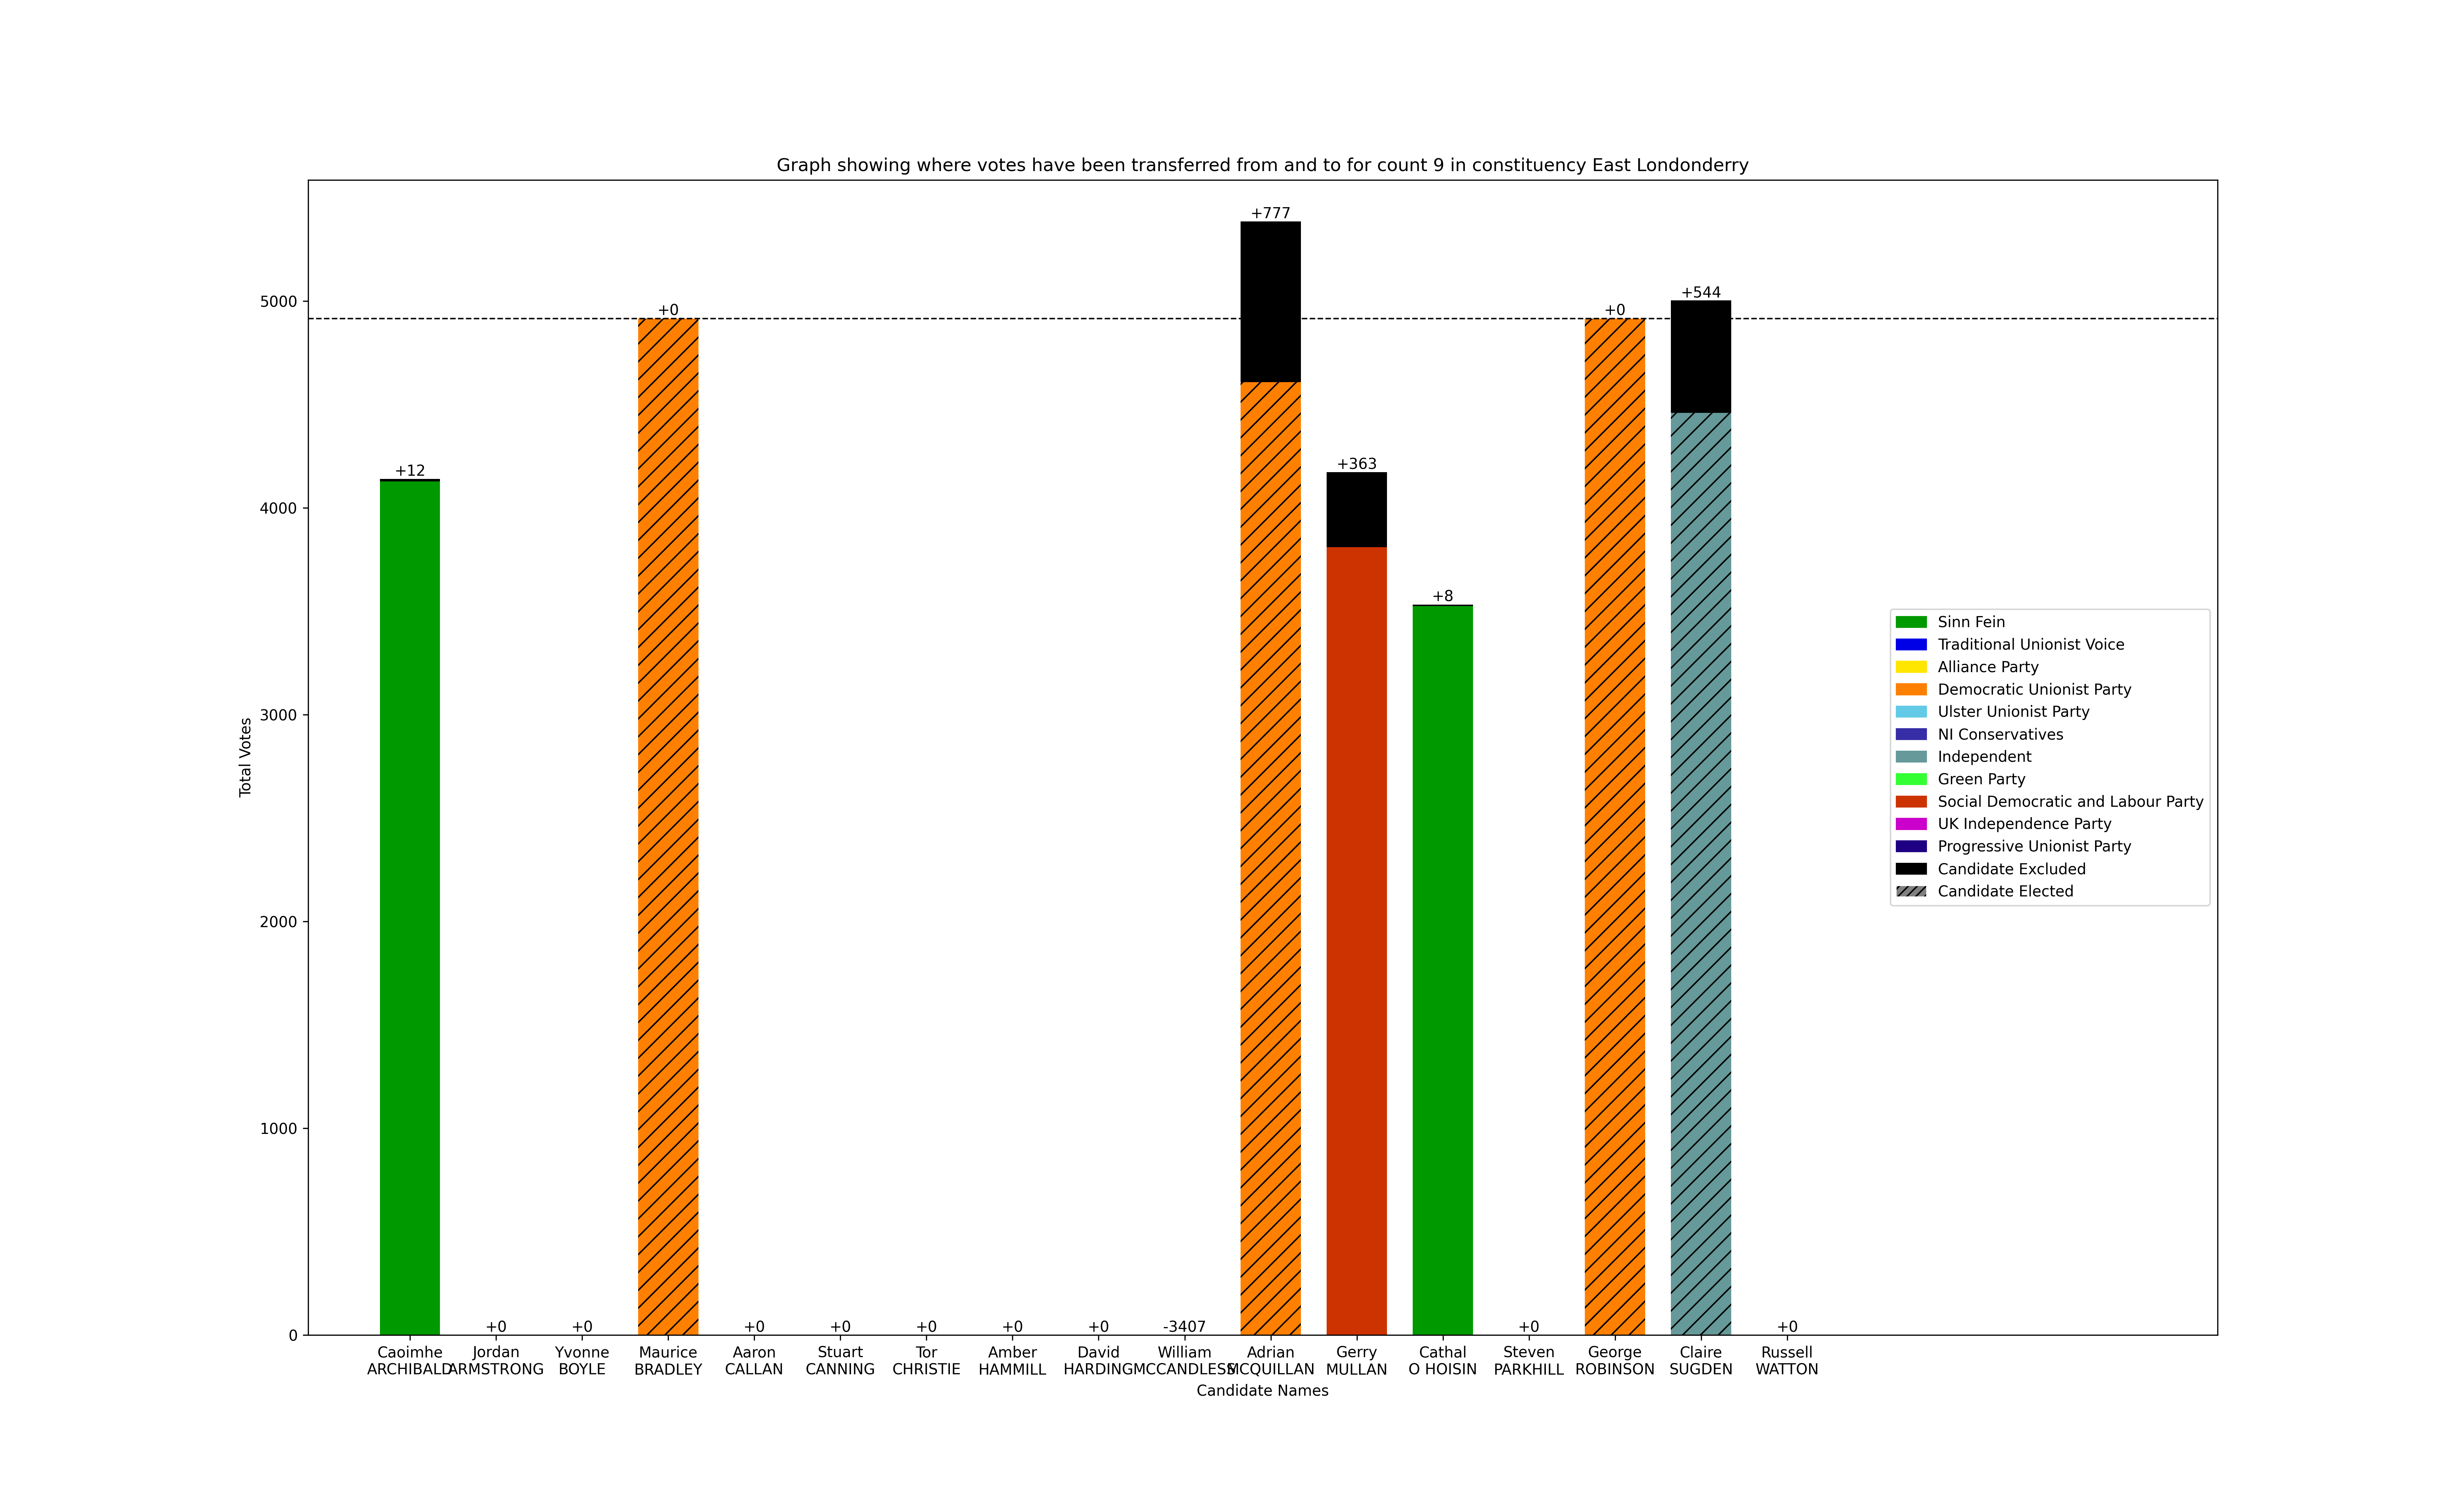 Graph showing where votes have been transferred from and to for count 9 in constituency East Londonderry
+777
+544
+0
+0
+12
+363
+8
+0
+0
+0
+0
+0
+0
+0
-3407
+0
+0
5000
4000
3000
2000
1000
0
Total Votes
Sinn Fein
Traditional Unionist Voice
Alliance Party
Democratic Unionist Party
Ulster Unionist Party
NI Conservatives
Independent
Green Party
Social Democratic and Labour Party
UK Independence Party
Progressive Unionist Party
Candidate Excluded
Candidate Elected
Caoimhe
ARCHIBALD
Jordan
ARMSTRONG
Yvonne
BOYLE
Maurice
BRADLEY
Aaron
CALLAN
Stuart
CANNING
Tor
CHRISTIE
Amber
HAMMILL
David
HARDING
William
MCCANDLESS
Adrian
MCQUILLAN
Gerry
MULLAN
Cathal
O HOISIN
Steven
PARKHILL
George
ROBINSON
Claire
SUGDEN
Russell
WATTON
Candidate Names